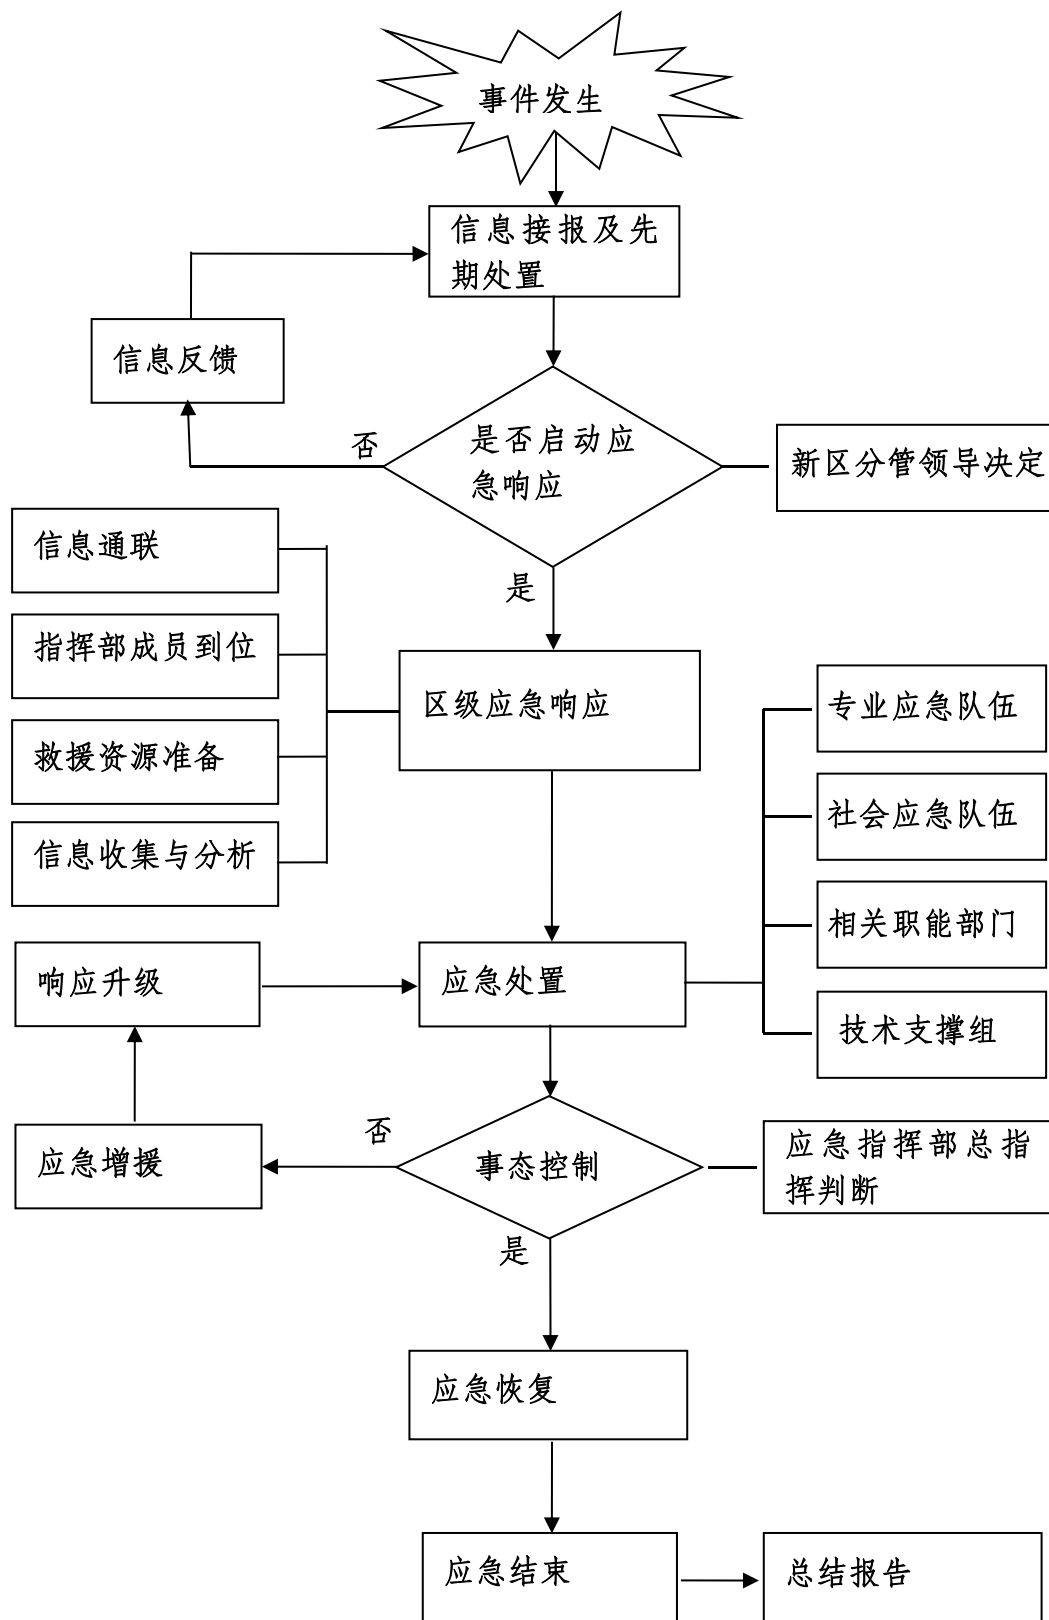 事件发生
信息接报及先
期处置
信息反馈
否
是否启动应
急响应
新区分管领导决定
是
信息通联
指挥部成员到位
救援资源准备
信息收集与分析
区级应急响应
专业应急队伍
社会应急队伍
相关职能部门
技术支撑组
响应升级
应急处置
应急增援
否
事态控制
应急指挥部总指
挥判断
是
应急恢复
应急结束
总结报告